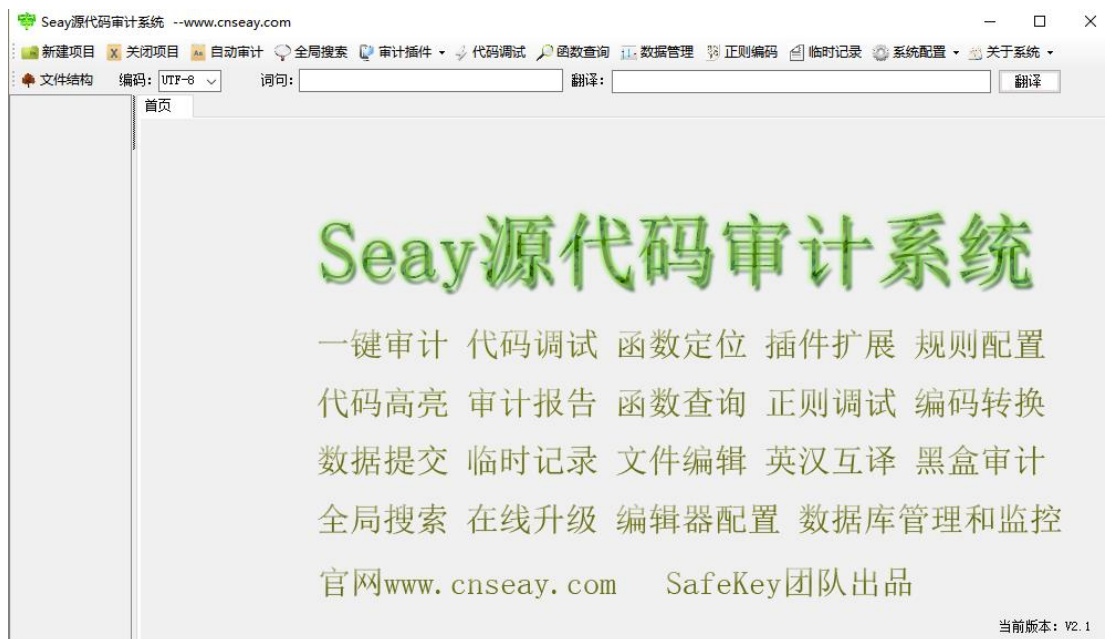 Seay源代码审计系统 --www.cnseay.com
新建项目 关闭项目 自动审计 全局搜索 审计插件 代码调试 函数查询 数据管理 正则编码 临时记录 系统配置 关于系统
文件结构 编码: UTF-8 词句: 翻译: 翻译
首页
Seay源代码审计系统
一键审计 代码调试 函数定位 插件扩展 规则配置
代码高亮 审计报告 函数查询 正则调试 编码转换
数据提交 临时记录 文件编辑 英汉互译 黑盒审计
全局搜索 在线升级 编辑器配置 数据库管理和监控
官网www.cnseay.com SafeKey团队出品
当前版本: V2.1